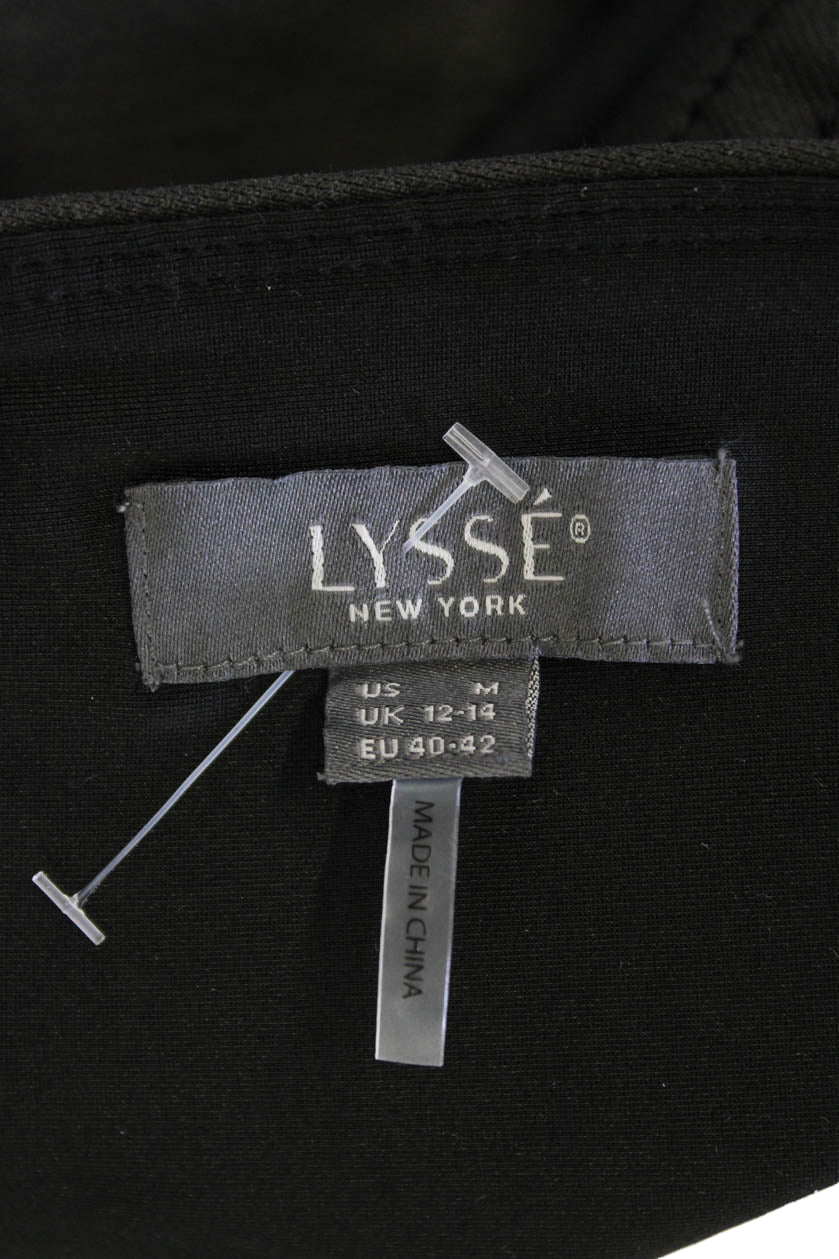 LYSSÉ®
NEW YORK
US M
UK 12-14
EU 40-42
MADE IN CHINA